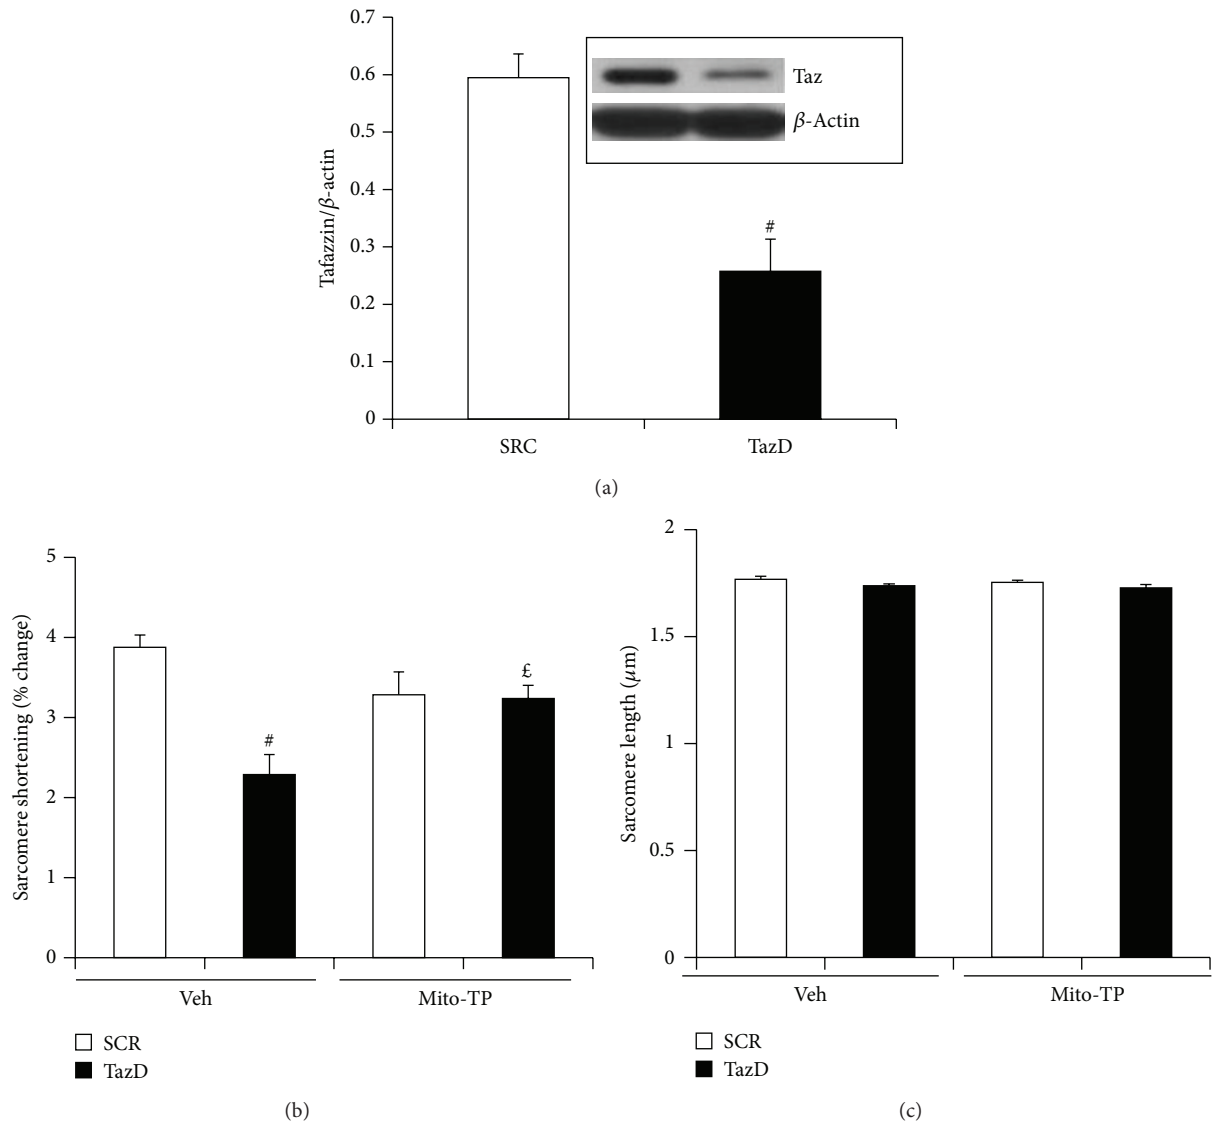 0.7
0.6
0.5
0.4
0.3
0.2
0.1
0
Tafazzin/β-actin
Taz
β-Actin
#
SRC
TazD
(a)
5
4
3
2
1
0
Sarcomere shortening (% change)
#
£
Veh
Mito-TP
SCR
TazD
(b)
2
1.5
1
0.5
0
Sarcomere length (μm)
Veh
Mito-TP
SCR
TazD
(c)